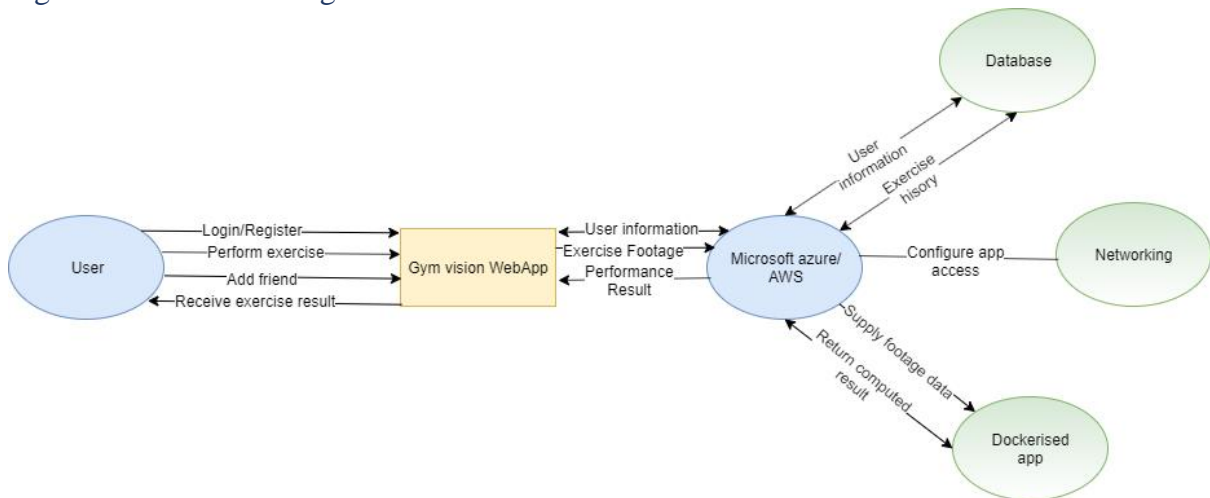 Database
User
information
Exercise
hisory
Login/Register
Perform exercise
Add friend
Receive exercise result
User
Gym vision WebApp
User information
Exercise Footage
Performance
Result
Microsoft azure/
AWS
Configure app
access
Networking
Supply footage data
Return computed
result
Dockerised
app